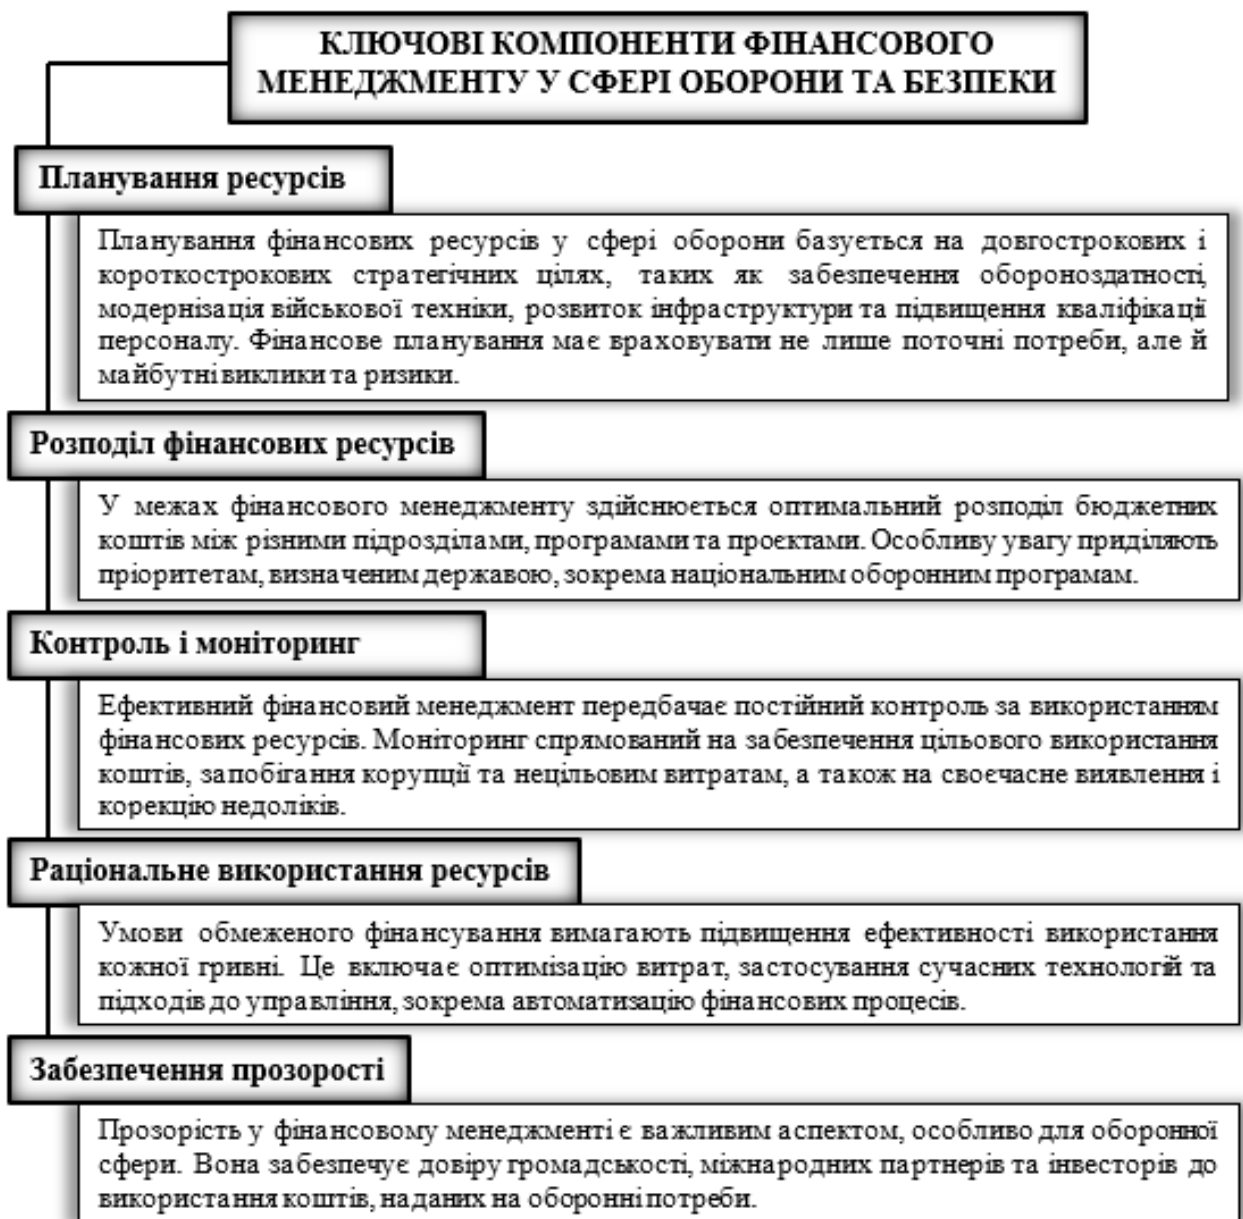 КЛЮЧОВІ КОМПОНЕНТИ ФІНАНСОВОГО
МЕНЕДЖМЕНТУ У СФЕРІ ОБОРОНИ ТА БЕЗПЕКИ
Планування ресурсів
Планування фінансових ресурсів у сфері оборони базується на довгострокових і
короткострокових стратегічних цілях, таких як забезпечення обороноздатності,
модернізація військової техніки, розвиток інфраструктури та підвищення кваліфікації
персоналу. Фінансове планування має враховувати не лише поточні потреби, але й
майбутні виклики та ризики.
Розподіл фінансових ресурсів
У межах фінансового менеджменту здійснюється оптимальний розподіл бюджетних
коштів між різними підрозділами, програмами та проєктами. Особливу увагу приділяють
пріоритетам, визначеним державою, зокрема національним оборонним програмам.
Контроль і моніторинг
Ефективний фінансовий менеджмент передбачає постійний контроль за використанням
фінансових ресурсів. Моніторинг спрямований на забезпечення цільового використання
коштів, запобігання корупції та нецільовим витратам, а також на своєчасне виявлення і
корекцію недоліків.
Раціональне використання ресурсів
Умови обмеженого фінансування вимагають підвищення ефективності використання
кожної гривні. Це включає оптимізацію витрат, застосування сучасних технологій та
підходів до управління, зокрема автоматизацію фінансових процесів.
Забезпечення прозорості
Прозорість у фінансовому менеджменті є важливим аспектом, особливо для оборонної
сфери. Вона забезпечує довіру громадськості, міжнародних партнерів та інвесторів до
використання коштів, наданих на оборонні потреби.